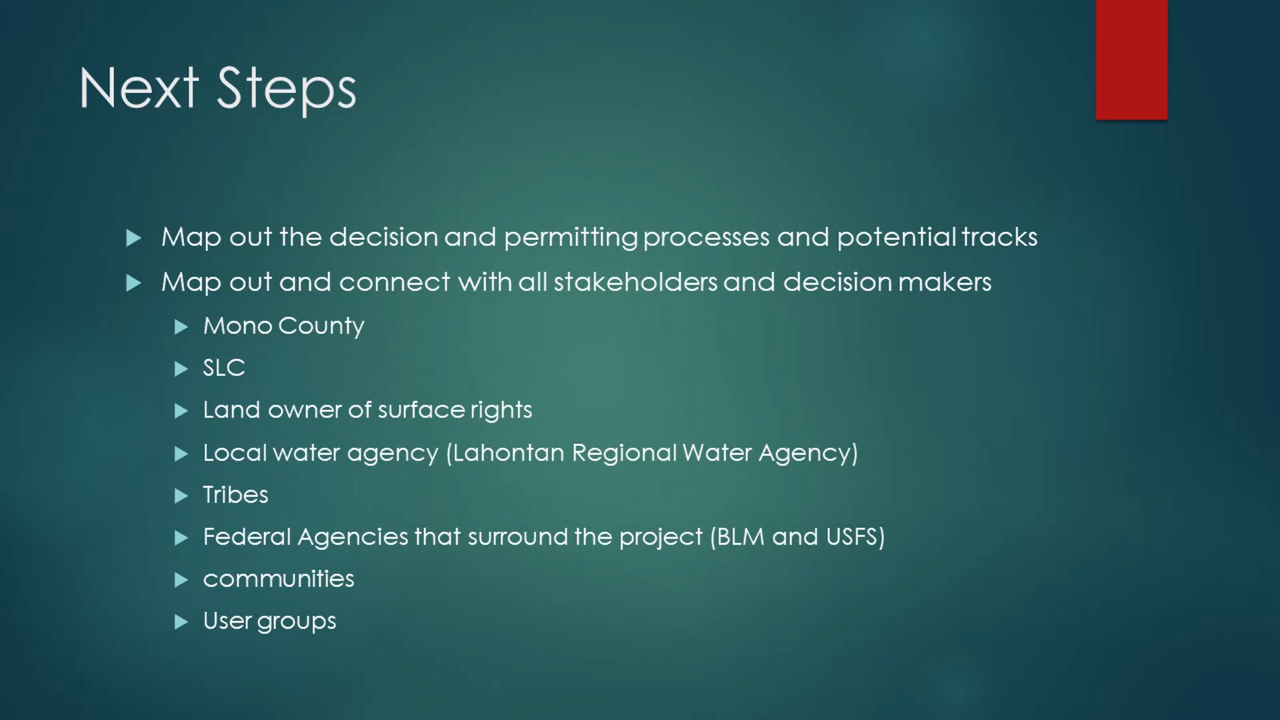 Next Steps
Map out the decision and permitting processes and potential tracks
Map out and connect with all stakeholders and decision makers
Mono County
SLC
Land owner of surface rights
Local water agency (Lahontan Regional Water Agency)
Tribes
Federal Agencies that surround the project (BLM and USFS)
communities
User groups